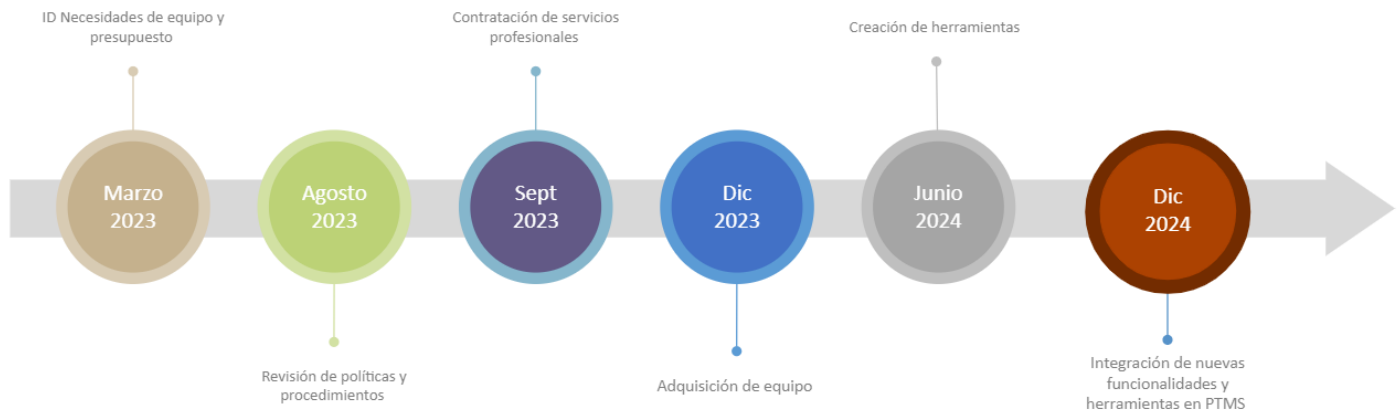 ID Necesidades de equipo y
presupuesto
Contratación de servicios
profesionales
Creación de herramientas
Marzo
2023
Agosto
2023
Sept
2023
Dic
2023
Junio
2024
Dic
2024
Revisión de políticas y
procedimientos
Adquisición de equipo
Integración de nuevas
funcionalidades y
herramientas en PTMS